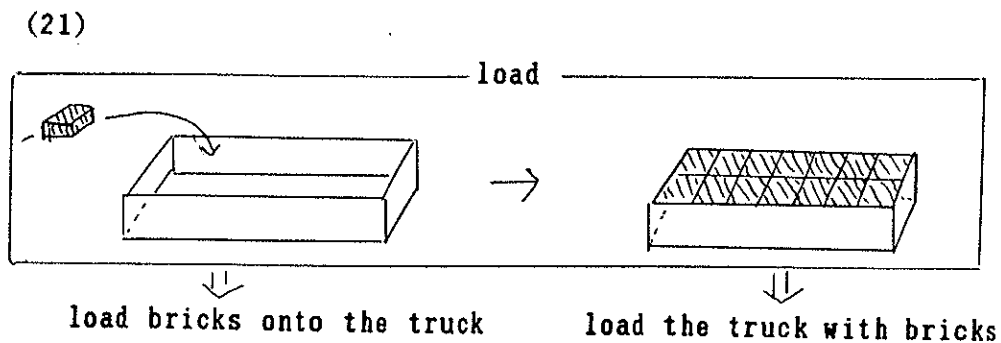 (21)
load
load bricks onto the truck
load the truck with bricks